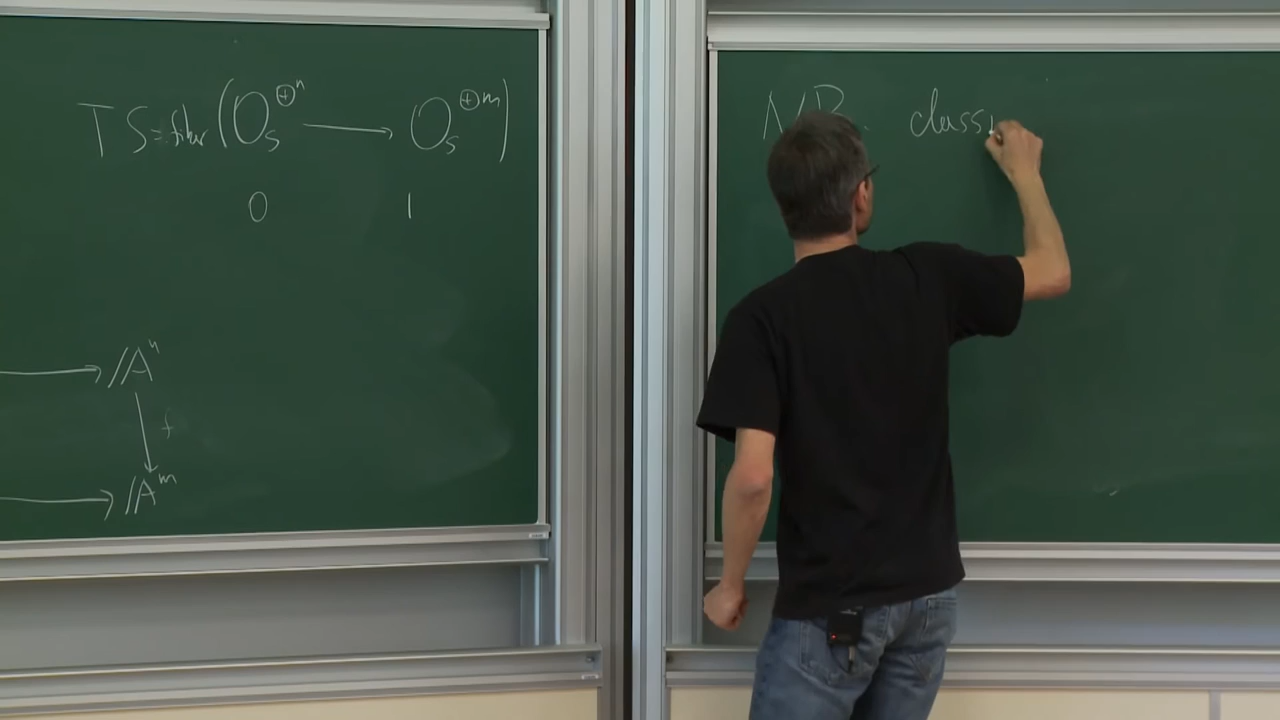 TS = fiber (O_S^{⊕n} ⟶ O_S^{⊕m})
0 1
⟶ 𝔸^n
↓ f
⟶ 𝔸^m
NB. class